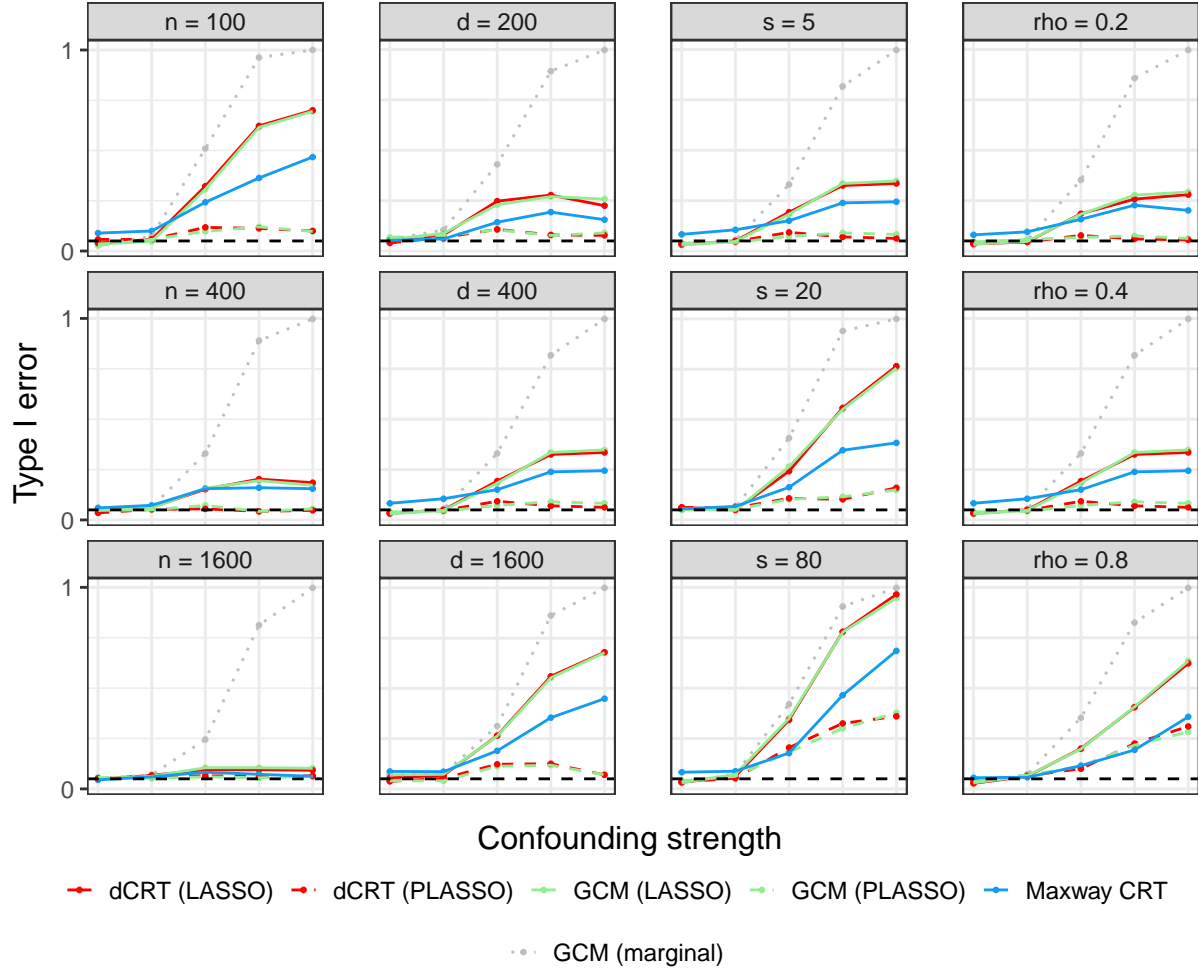 n = 100 d = 200 s = 5 rho = 0.2
1
0
n = 400 d = 400 s = 20 rho = 0.4
1
0
Type I error
n = 1600 d = 1600 s = 80 rho = 0.8
1
0
Confounding strength
dCRT (LASSO) dCRT (PLASSO) GCM (LASSO) GCM (PLASSO) Maxway CRT
GCM (marginal)